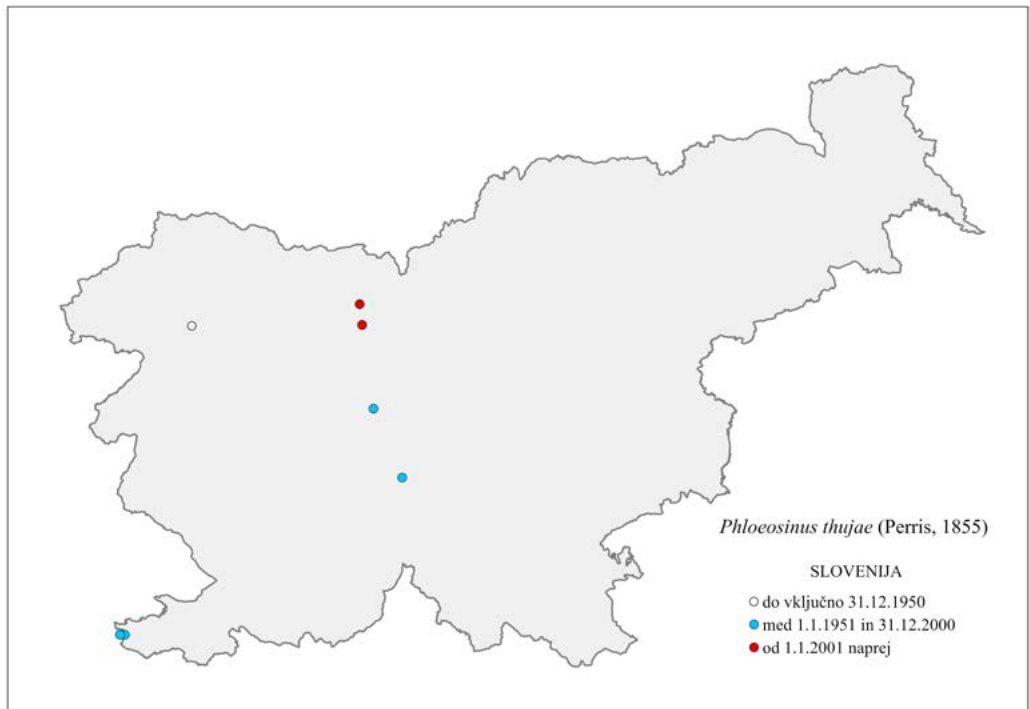 Phloeosinus thujae (Perris, 1855)
SLOVENIJA
do vključno 31.12.1950
med 1.1.1951 in 31.12.2000
od 1.1.2001 naprej